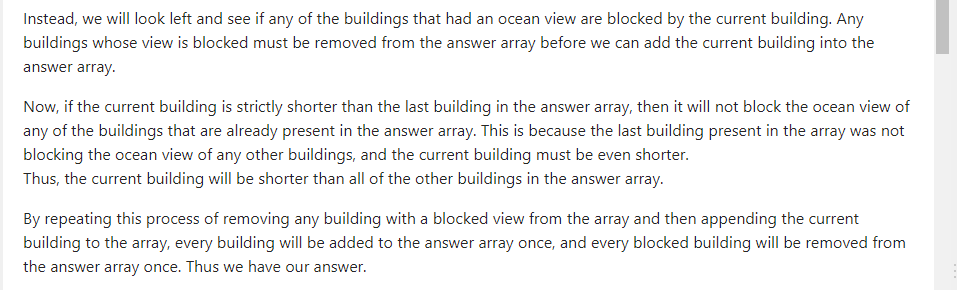 Instead, we will look left and see if any of the buildings that had an ocean view are blocked by the current building. Any
buildings whose view is blocked must be removed from the answer array before we can add the current building into the
answer array.
Now, if the current building is strictly shorter than the last building in the answer array, then it will not block the ocean view of
any of the buildings that are already present in the answer array. This is because the last building present in the array was not
blocking the ocean view of any other buildings, and the current building must be even shorter.
Thus, the current building will be shorter than all of the other buildings in the answer array.
By repeating this process of removing any building with a blocked view from the array and then appending the current
building to the array, every building will be added to the answer array once, and every blocked building will be removed from
the answer array once. Thus we have our answer.